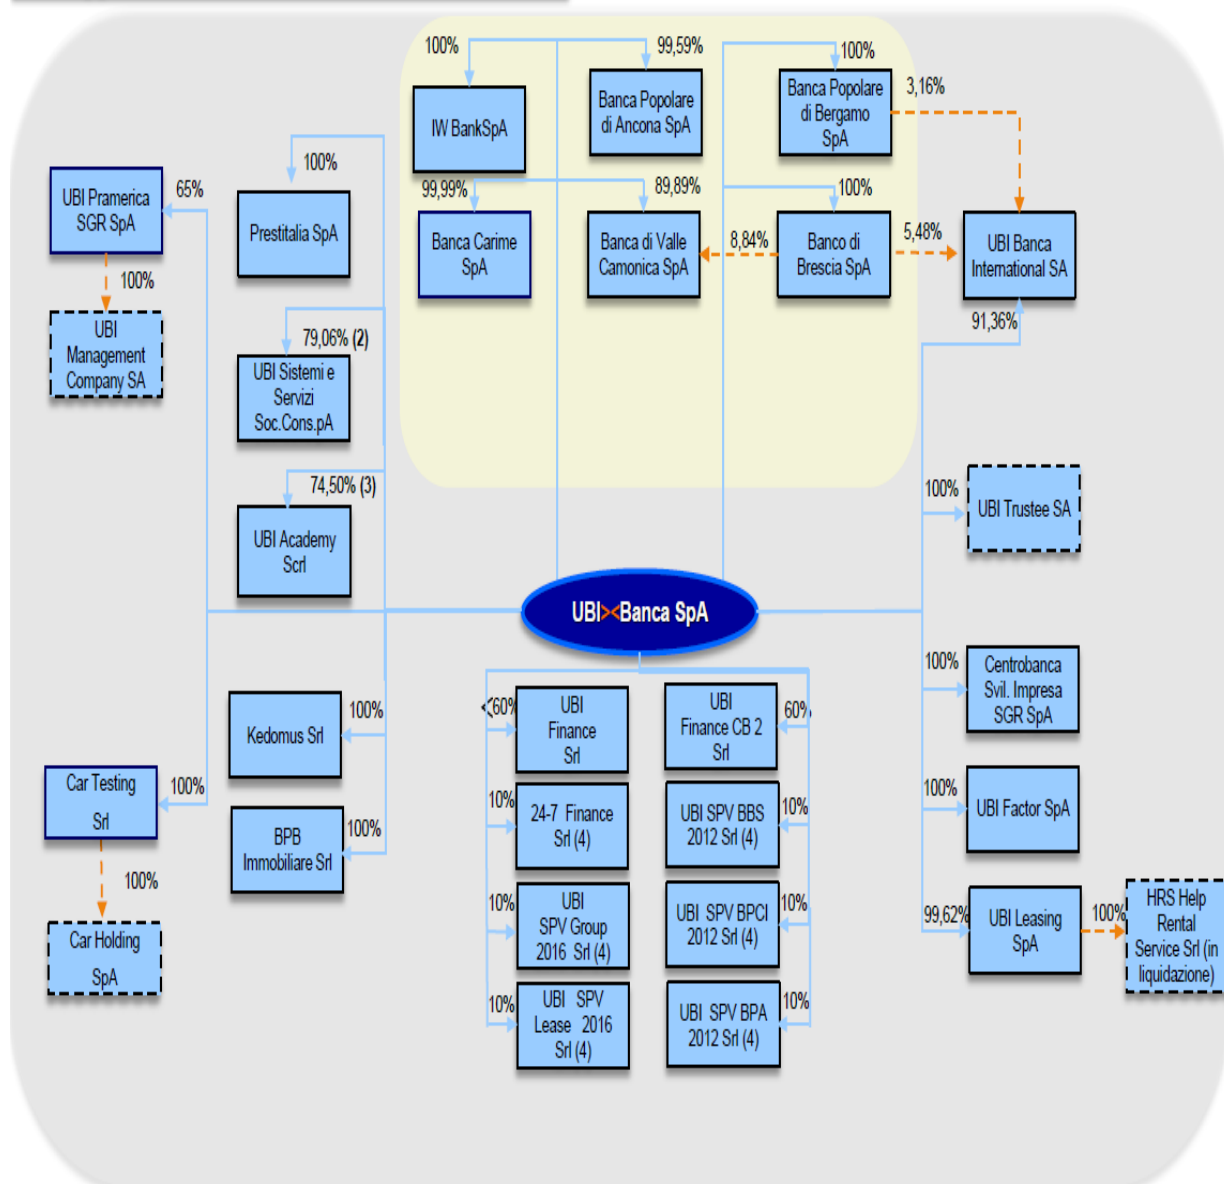 100%
99,59%
100%
IW BankSpA
Banca Popolare
di Ancona SpA
Banca Popolare
di Bergamo
SpA
3,16%
100%
65%
UBI Pramerica
SGR SpA
Prestitalia SpA
99,99%
89,89%
100%
Banca Carime
SpA
Banca di Valle
Camonica SpA
8,84%
Banco di
Brescia SpA
5,48%
UBI Banca
International SA
91,36%
100%
UBI
Management
Company SA
79,06% (2)
UBI Sistemi e
Servizi
Soc.Cons.pA
74,50% (3)
UBI Academy
Scrl
100%
UBI Trustee SA
UBI><Banca SpA
100%
Centrobanca
Svil. Impresa
SGR SpA
Kedomus Srl
100%
<60%
UBI
Finance
Srl
UBI
Finance CB 2
Srl
60%
Car Testing
Srl
100%
BPB
Immobiliare Srl
100%
10%
24-7 Finance
Srl (4)
UBI SPV BBS
2012 Srl (4)
10%
100%
UBI Factor SpA
100%
Car Holding
SpA
10%
UBI
SPV Group
2016 Srl (4)
UBI SPV BPCI
2012 Srl (4)
10%
99,62%
UBI Leasing
SpA
100%
HRS Help
Rental
Service Srl (in
liquidazione)
10%
UBI SPV
Lease 2016
Srl (4)
UBI SPV BPA
2012 Srl (4)
10%